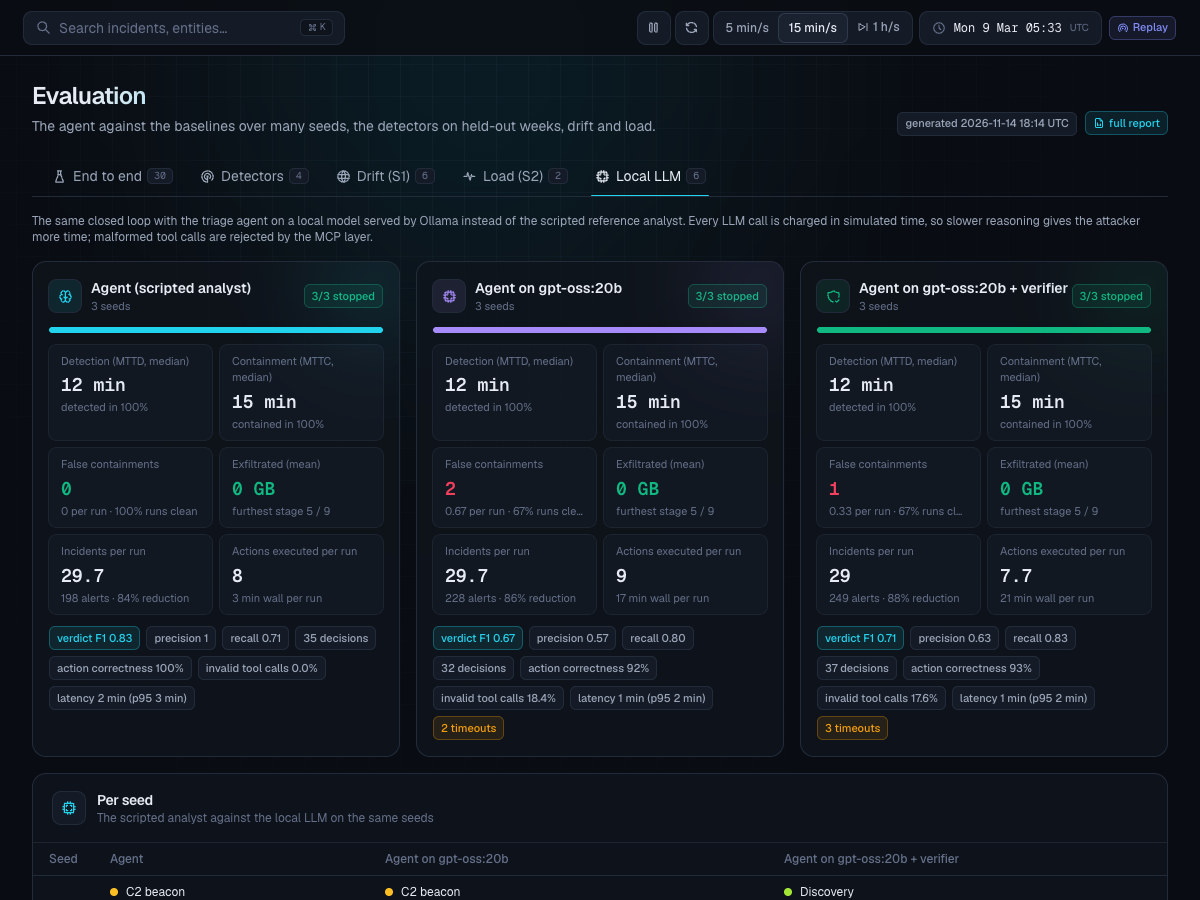 Search incidents, entities… ⌘ K
5 min/s 15 min/s 1 h/s
Mon 9 Mar 05:33 UTC
Replay
Evaluation
The agent against the baselines over many seeds, the detectors on held-out weeks, drift and load.
generated 2026-11-14 18:14 UTC
full report
End to end 30
Detectors 4
Drift (S1) 6
Load (S2) 2
Local LLM 6
The same closed loop with the triage agent on a local model served by Ollama instead of the scripted reference analyst. Every LLM call is charged in simulated time, so slower reasoning gives the attacker
more time; malformed tool calls are rejected by the MCP layer.
Agent (scripted analyst)
3 seeds
3/3 stopped
Detection (MTTD, median)
12 min
detected in 100%
Containment (MTTC,
median)
15 min
contained in 100%
False containments
0
0 per run · 100% runs clean
Exfiltrated (mean)
0 GB
furthest stage 5 / 9
Incidents per run
29.7
198 alerts · 84% reduction
Actions executed per run
8
3 min wall per run
verdict F1 0.83 precision 1 recall 0.71 35 decisions
action correctness 100% invalid tool calls 0.0%
latency 2 min (p95 3 min)
Agent on gpt-oss:20b
3 seeds
3/3 stopped
Detection (MTTD, median)
12 min
detected in 100%
Containment (MTTC,
median)
15 min
contained in 100%
False containments
2
0.67 per run · 67% runs cle…
Exfiltrated (mean)
0 GB
furthest stage 5 / 9
Incidents per run
29.7
228 alerts · 86% reduction
Actions executed per run
9
17 min wall per run
verdict F1 0.67 precision 0.57 recall 0.80
32 decisions action correctness 92%
invalid tool calls 18.4% latency 1 min (p95 2 min)
2 timeouts
Agent on gpt-oss:20b + verifier
3 seeds
3/3 stopped
Detection (MTTD, median)
12 min
detected in 100%
Containment (MTTC,
median)
15 min
contained in 100%
False containments
1
0.33 per run · 67% runs cl…
Exfiltrated (mean)
0 GB
furthest stage 5 / 9
Incidents per run
29
249 alerts · 88% reduction
Actions executed per run
7.7
21 min wall per run
verdict F1 0.71 precision 0.63 recall 0.83
37 decisions action correctness 93%
invalid tool calls 17.6% latency 1 min (p95 2 min)
3 timeouts
Per seed
The scripted analyst against the local LLM on the same seeds
Seed Agent Agent on gpt-oss:20b Agent on gpt-oss:20b + verifier
C2 beacon C2 beacon Discovery